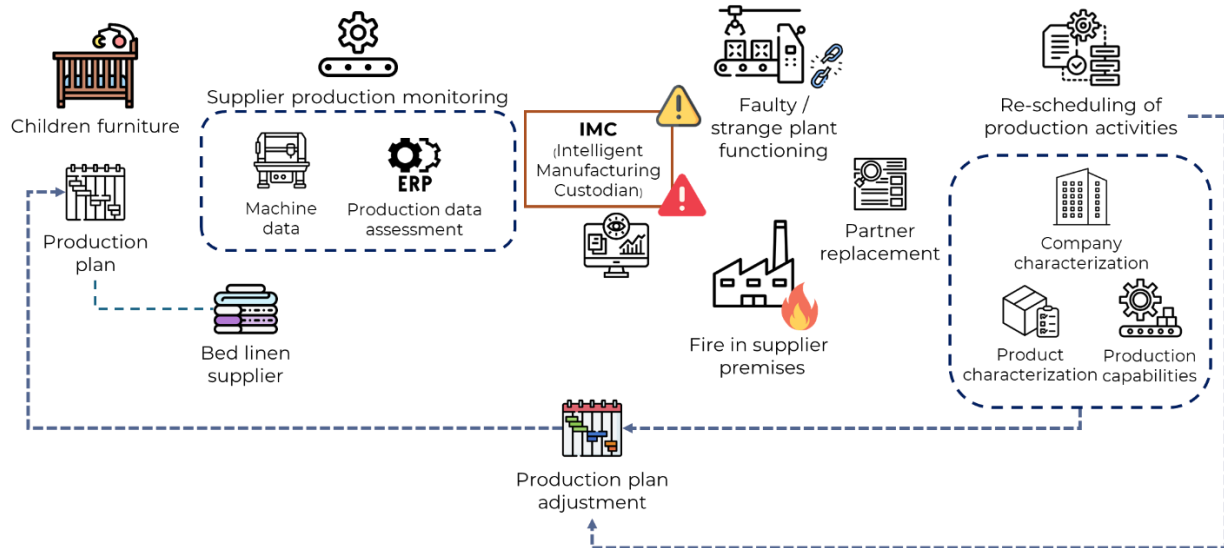 Children furniture
Production
plan
Bed linen
supplier
Supplier production monitoring
Machine
data
ERP
Production data
assessment
IMC
(Intelligent
Manufacturing
Custodian)
Faulty /
strange plant
functioning
Fire in supplier
premises
Partner
replacement
Re-scheduling of
production activities
Company
characterization
Product
characterization
Production
capabilities
Production plan
adjustment